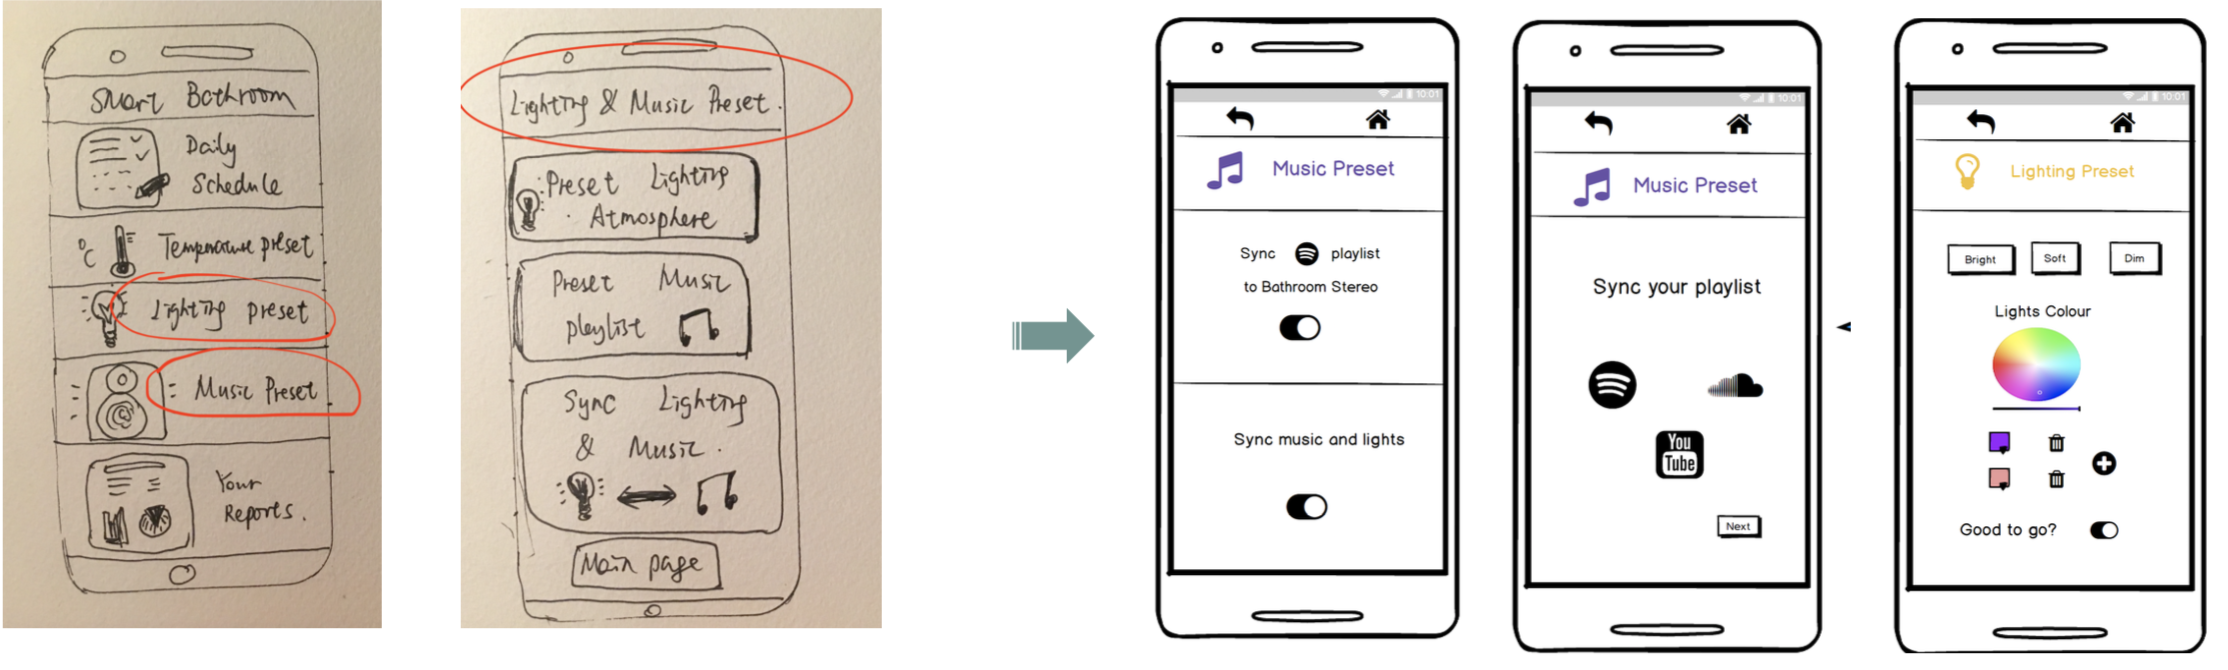 Smart Bathroom
Daily
Schedule
°C Temperature preset
Lighting preset
Music Preset
Your
Reports.
Lighting & Music Preset.
Preset Lighting
Atmosphere
Preset Music
playlist
Sync Lighting
& Music.
Main page
10:01
Music Preset
Sync playlist
to Bathroom Stereo
Sync music and lights
10:01
Music Preset
Sync your playlist
You
Tube
Next
10:01
Lighting Preset
Bright Soft Dim
Lights Colour
Good to go?